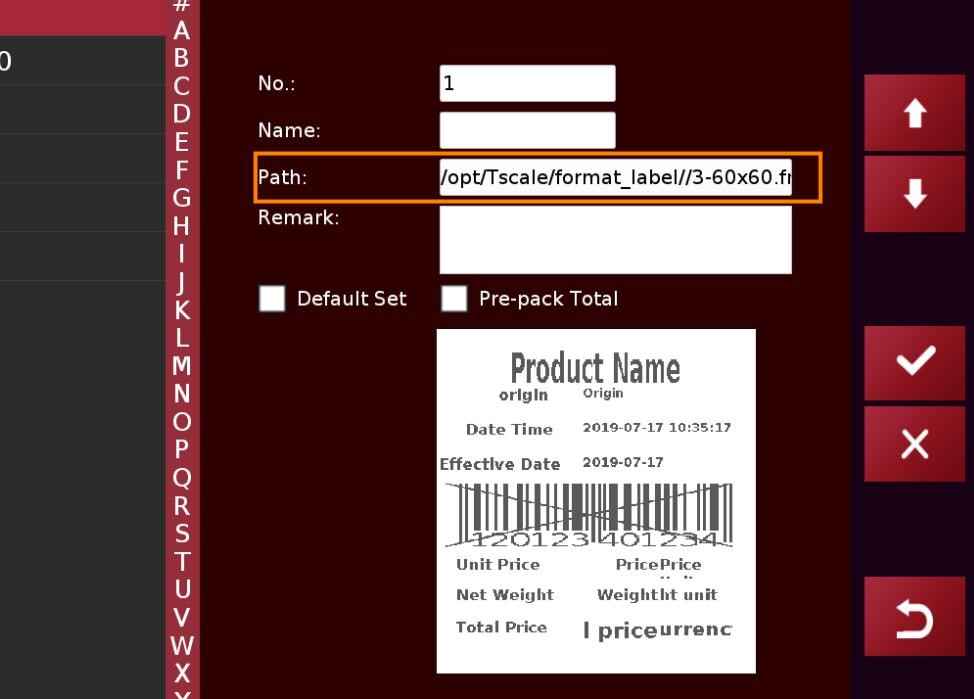 0
#
A
B
C
D
E
F
G
H
I
J
K
L
M
N
O
P
Q
R
S
T
U
V
W
X
No.: 1
Name:
Path: /opt/Tscale/format_label//3-60x60.fr
Remark:
Default Set Pre-pack Total
Product Name
origin Origin
Date Time 2019-07-17 10:35:17
Effective Date 2019-07-17
120123 401234
Unit Price PricePrice
Net Weight Weightht unit
Total Price l priceurrenc